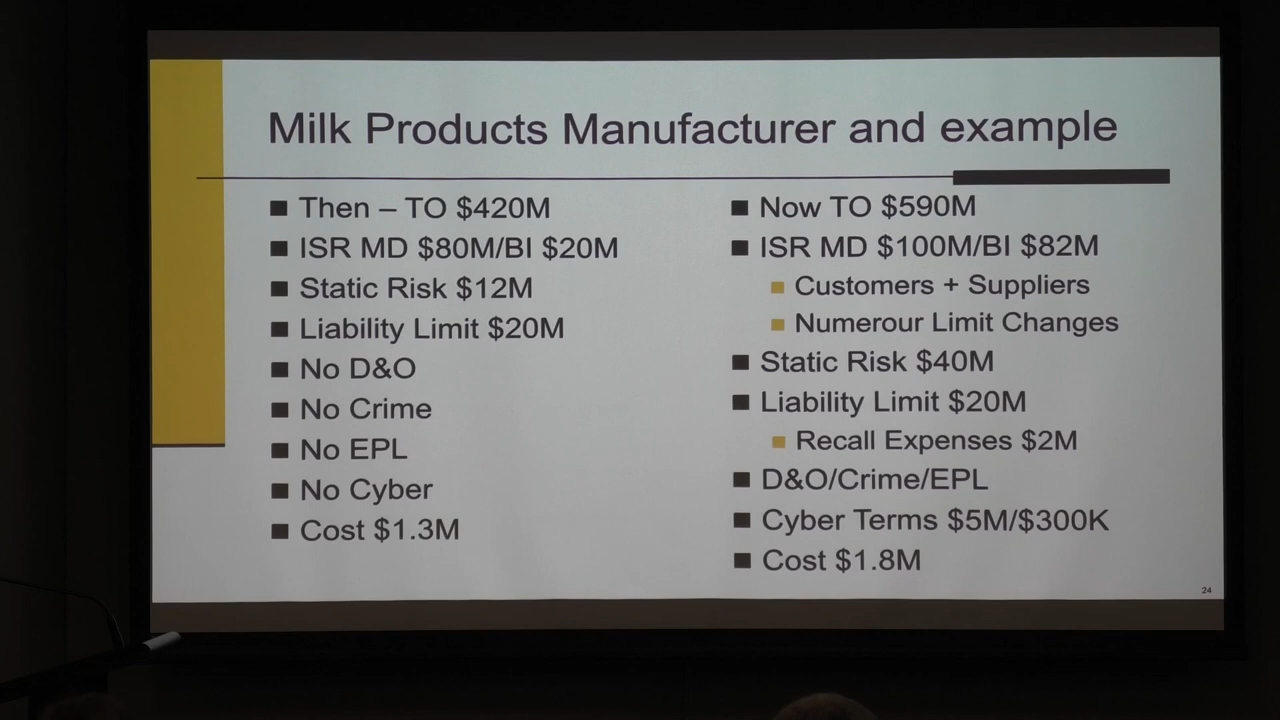 Milk Products Manufacturer and example
Then – TO $420M
ISR MD $80M/BI $20M
Static Risk $12M
Liability Limit $20M
No D&O
No Crime
No EPL
No Cyber
Cost $1.3M
Now TO $590M
ISR MD $100M/BI $82M
Customers + Suppliers
Numerour Limit Changes
Static Risk $40M
Liability Limit $20M
Recall Expenses $2M
D&O/Crime/EPL
Cyber Terms $5M/$300K
Cost $1.8M
24